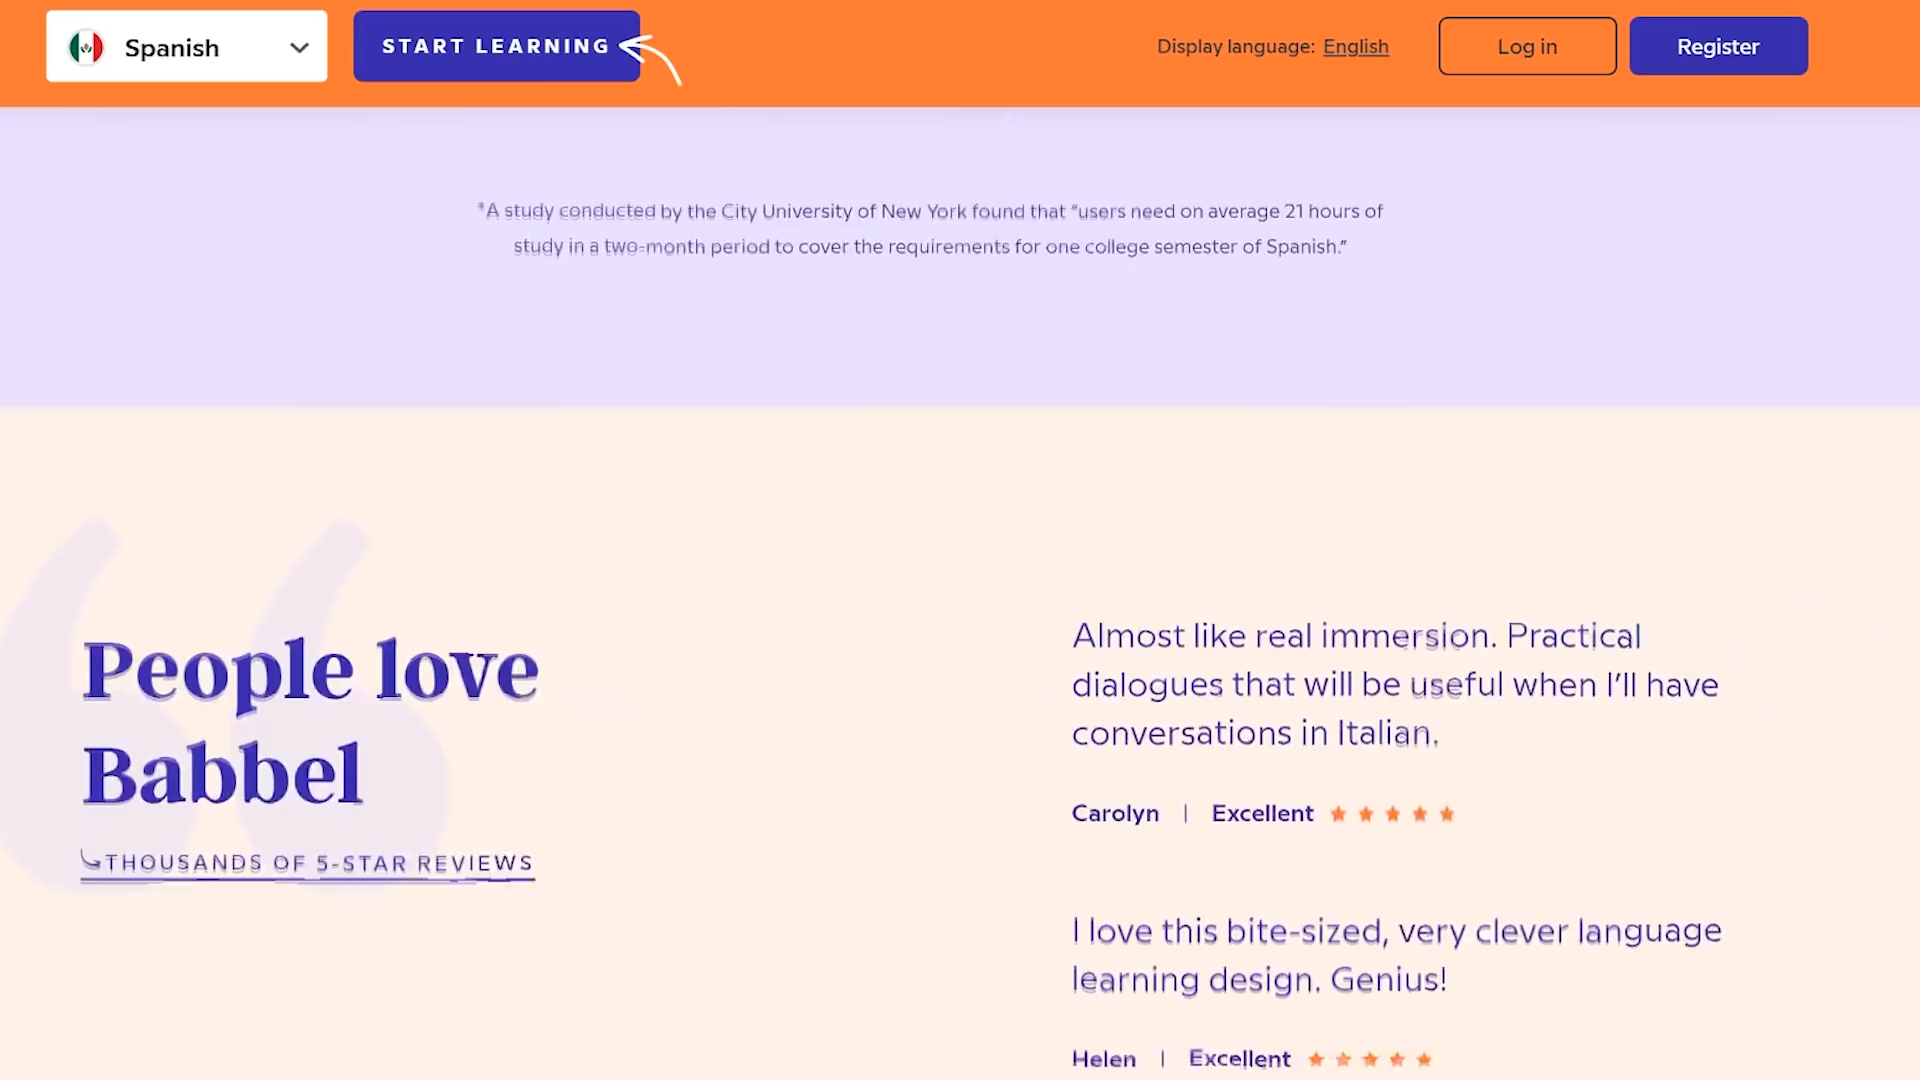 Spanish
START LEARNING
Display language: English
Log in
Register
*A study conducted by the City University of New York found that “users need on average 21 hours of
study in a two-month period to cover the requirements for one college semester of Spanish.”
People love
Babbel
THOUSANDS OF 5-STAR REVIEWS
Almost like real immersion. Practical
dialogues that will be useful when I’ll have
conversations in Italian.
Carolyn | Excellent
I love this bite-sized, very clever language
learning design. Genius!
Helen | Excellent